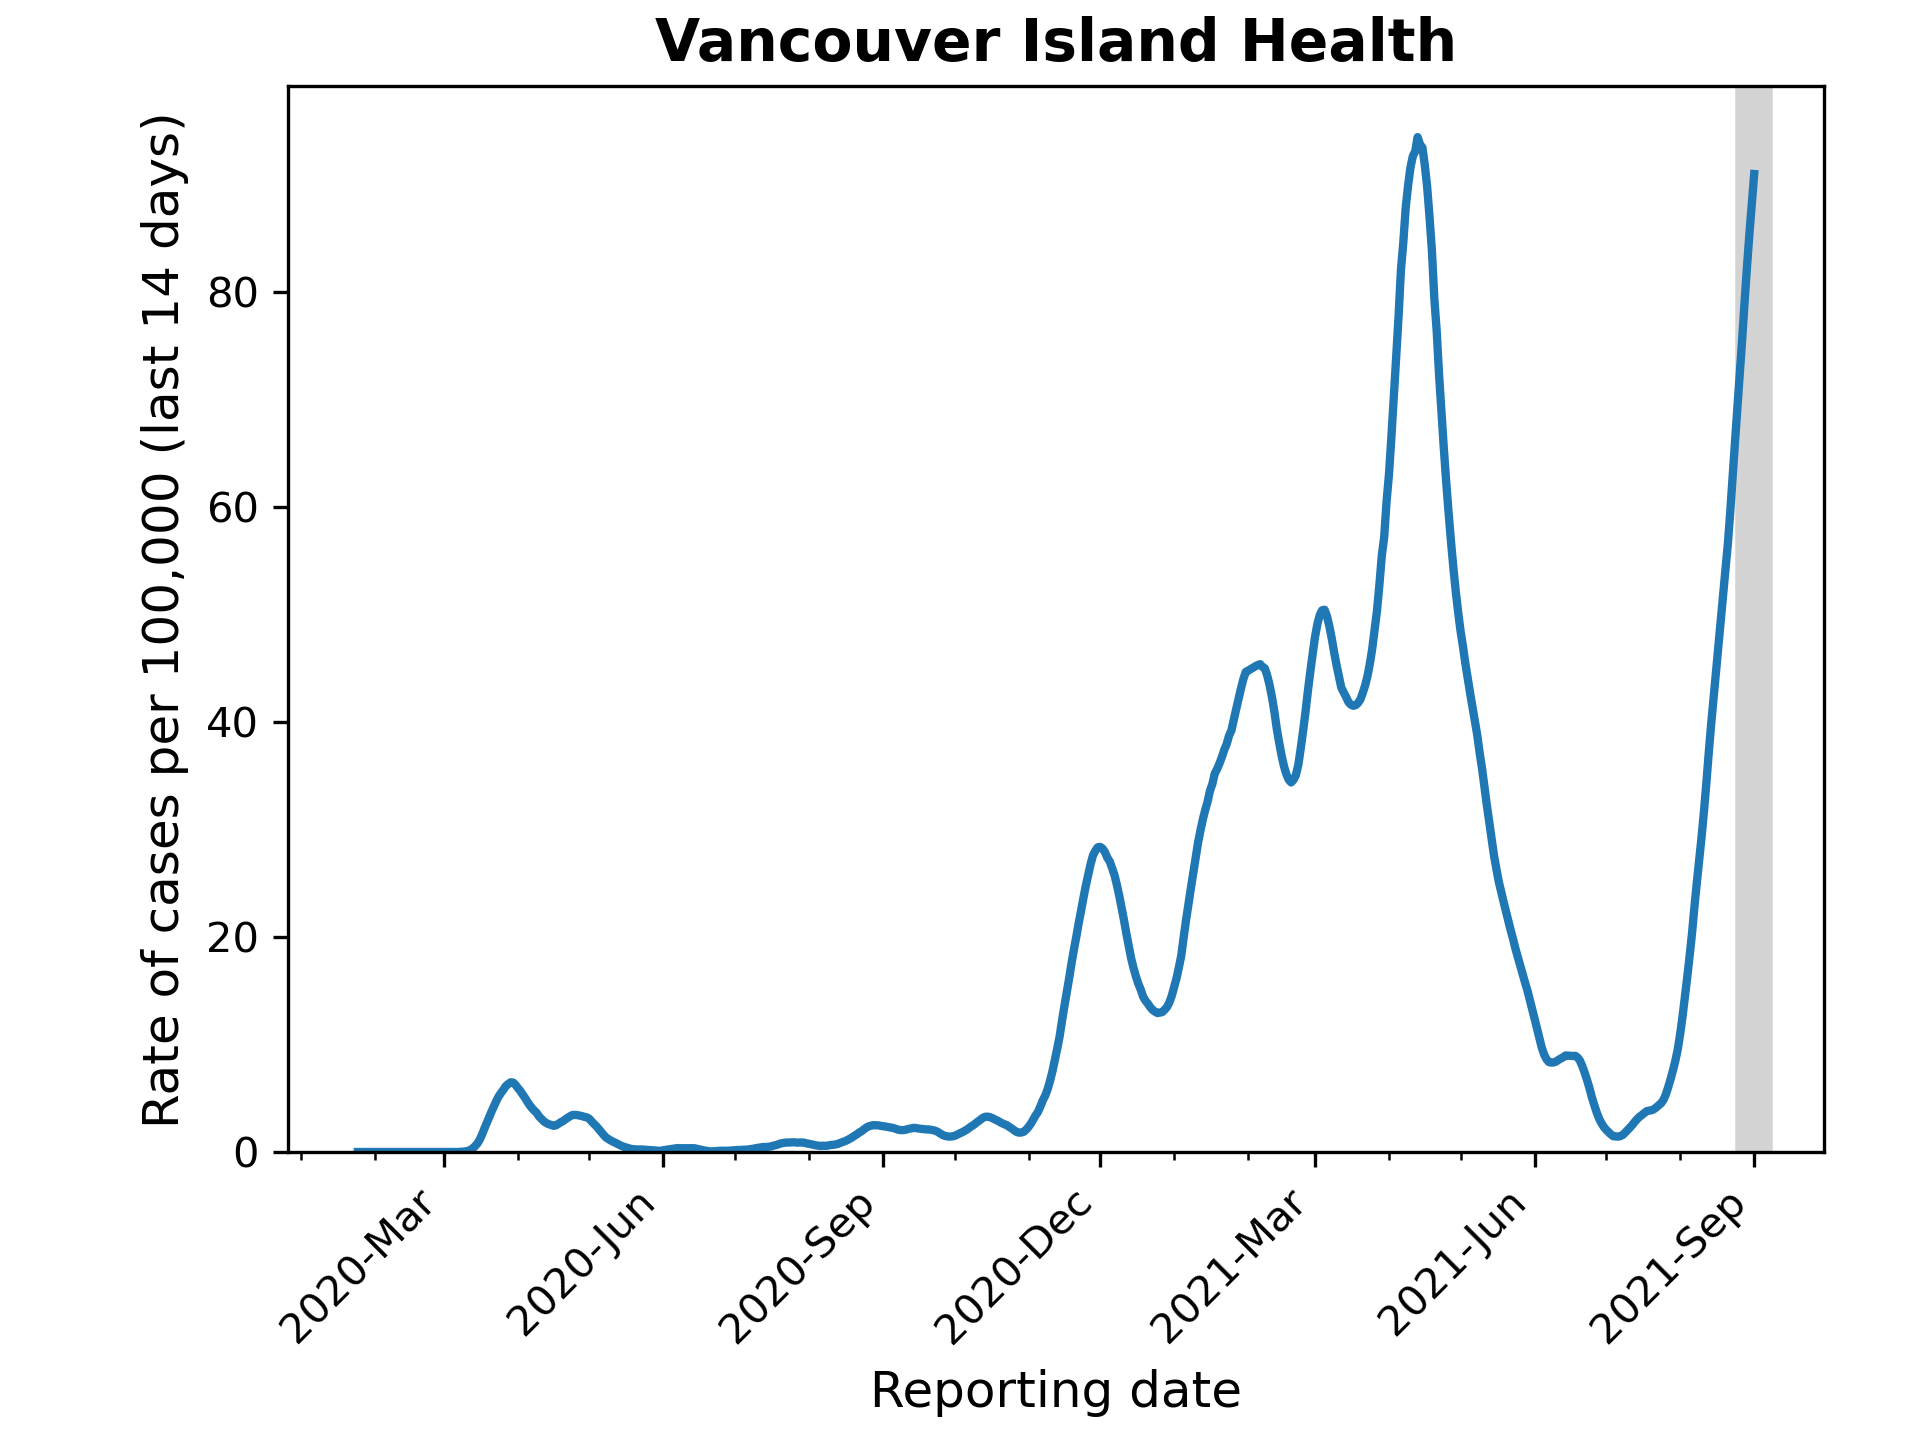 Vancouver Island Health
Rate of cases per 100,000 (last 14 days)
80
60
40
20
0
2020-Mar
2020-Jun
2020-Sep
2020-Dec
2021-Mar
2021-Jun
2021-Sep
Reporting date